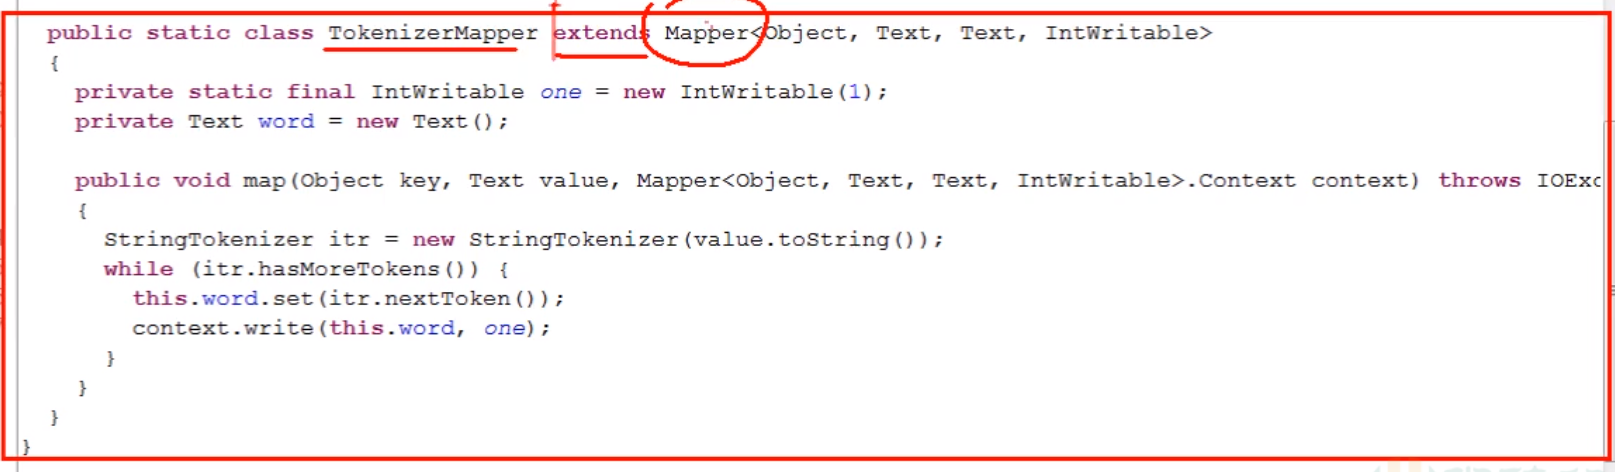 public static class TokenizerMapper extends Mapper<Object, Text, Text, IntWritable>
{
private static final IntWritable one = new IntWritable(1);
private Text word = new Text();
public void map(Object key, Text value, Mapper<Object, Text, Text, IntWritable>.Context context) throws IOExc
{
StringTokenizer itr = new StringTokenizer(value.toString());
while (itr.hasMoreTokens()) {
this.word.set(itr.nextToken());
context.write(this.word, one);
}
}
}
}